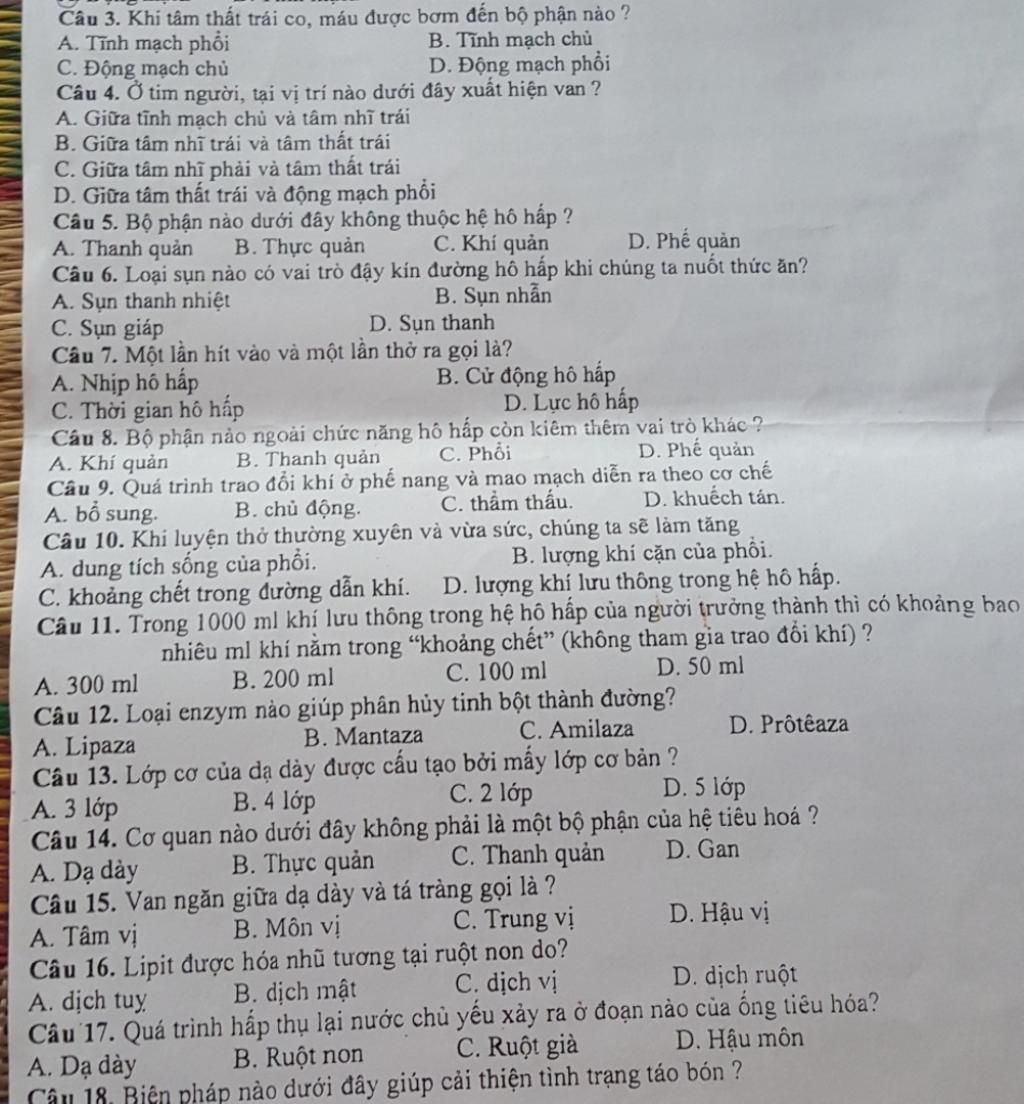 Câu 3. Khi tâm thất trái co, máu được bơm đến bộ phận nào ?
A. Tĩnh mạch phổi B. Tĩnh mạch chủ
C. Động mạch chủ D. Động mạch phổi
Câu 4. Ở tim người, tại vị trí nào dưới đây xuất hiện van ?
A. Giữa tĩnh mạch chủ và tâm nhĩ trái
B. Giữa tâm nhĩ trái và tâm thất trái
C. Giữa tâm nhĩ phải và tâm thất trái
D. Giữa tâm thất trái và động mạch phổi
Câu 5. Bộ phận nào dưới đây không thuộc hệ hô hấp ?
A. Thanh quản B. Thực quản C. Khí quản D. Phế quản
Câu 6. Loại sụn nào có vai trò đậy kín đường hô hấp khi chúng ta nuốt thức ăn?
A. Sụn thanh nhiệt B. Sụn nhẫn
C. Sụn giáp D. Sụn thanh
Câu 7. Một lần hít vào và một lần thở ra gọi là?
A. Nhịp hô hấp B. Cử động hô hấp
C. Thời gian hô hấp D. Lực hô hấp
Câu 8. Bộ phận nào ngoài chức năng hô hấp còn kiêm thêm vai trò khác ?
A. Khí quản B. Thanh quản C. Phổi D. Phế quản
Câu 9. Quá trình trao đổi khí ở phế nang và mao mạch diễn ra theo cơ chế
A. bổ sung. B. chủ động. C. thẩm thấu. D. khuếch tán.
Câu 10. Khi luyện thở thường xuyên và vừa sức, chúng ta sẽ làm tăng
A. dung tích sống của phổi. B. lượng khí cặn của phổi.
C. khoảng chết trong đường dẫn khí. D. lượng khí lưu thông trong hệ hô hấp.
Câu 11. Trong 1000 ml khí lưu thông trong hệ hô hấp của người trưởng thành thì có khoảng bao
nhiêu ml khí nằm trong “khoảng chết” (không tham gia trao đổi khí) ?
A. 300 ml B. 200 ml C. 100 ml D. 50 ml
Câu 12. Loại enzym nào giúp phân hủy tinh bột thành đường?
A. Lipaza B. Mantaza C. Amilaza D. Prôtêaza
Câu 13. Lớp cơ của dạ dày được cấu tạo bởi mấy lớp cơ bản ?
A. 3 lớp B. 4 lớp C. 2 lớp D. 5 lớp
Câu 14. Cơ quan nào dưới đây không phải là một bộ phận của hệ tiêu hoá ?
A. Dạ dày B. Thực quản C. Thanh quản D. Gan
Câu 15. Van ngăn giữa dạ dày và tá tràng gọi là ?
A. Tâm vị B. Môn vị C. Trung vị D. Hậu vị
Câu 16. Lipit được hóa nhũ tương tại ruột non do?
A. dịch tuỵ B. dịch mật C. dịch vị D. dịch ruột
Câu 17. Quá trình hấp thụ lại nước chủ yếu xảy ra ở đoạn nào của ống tiêu hóa?
A. Dạ dày B. Ruột non C. Ruột già D. Hậu môn
Câu 18. Biện pháp nào dưới đây giúp cải thiện tình trạng táo bón ?